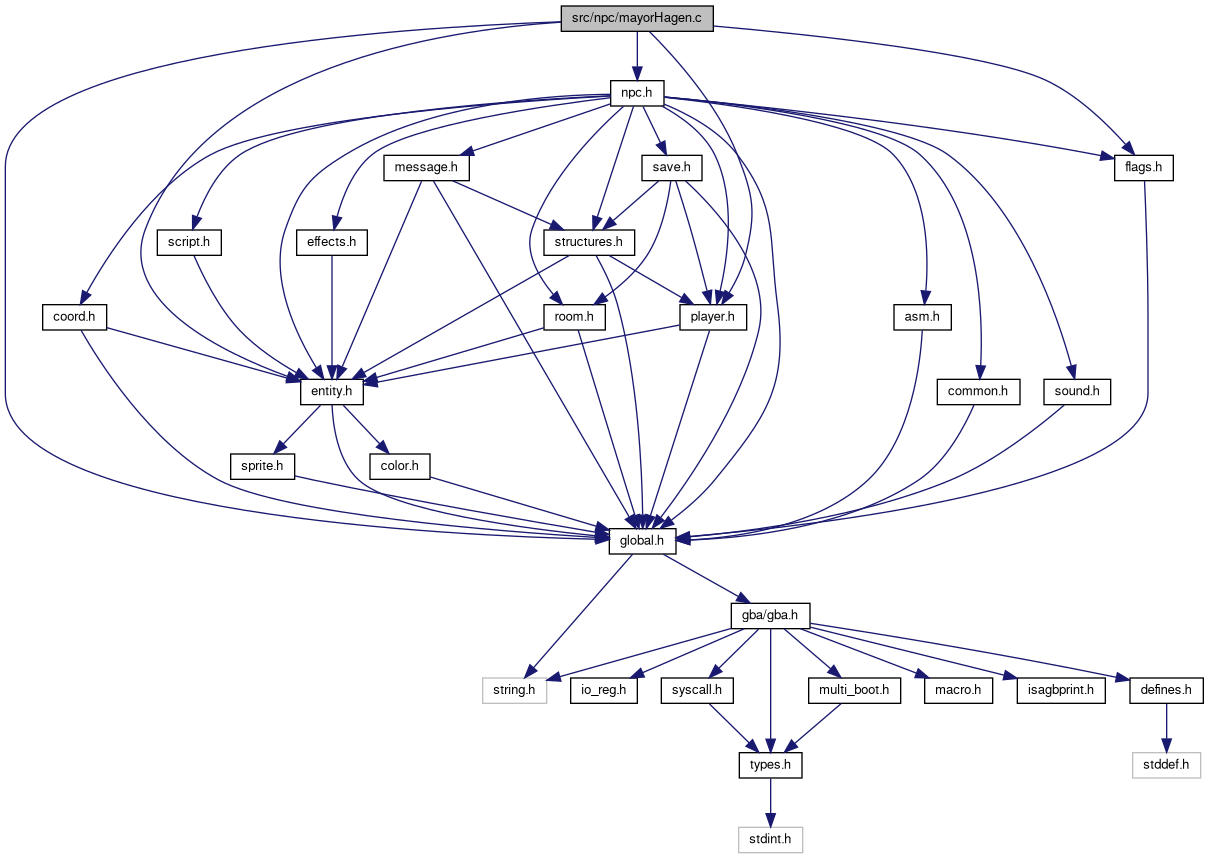 src/npc/mayorHagen.c
npc.h
message.h
save.h
flags.h
script.h
effects.h
structures.h
coord.h
room.h
player.h
asm.h
entity.h
common.h
sound.h
sprite.h
color.h
global.h
gba/gba.h
string.h
io_reg.h
syscall.h
multi_boot.h
macro.h
isagbprint.h
defines.h
types.h
stddef.h
stdint.h